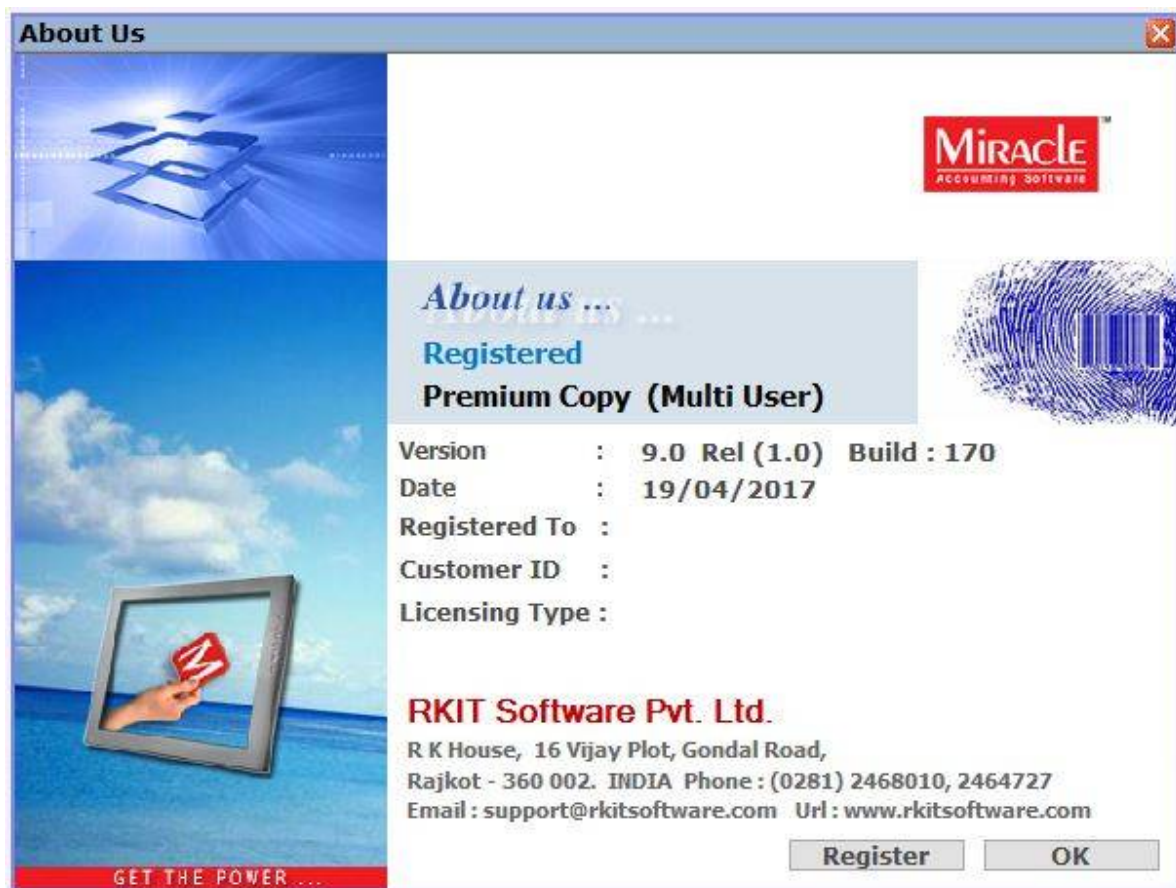 About Us
MiRACLE TM
Accounting Software
About us ...
Registered
Premium Copy (Multi User)
Version : 9.0 Rel (1.0) Build : 170
Date : 19/04/2017
Registered To :
Customer ID :
Licensing Type :
RKIT Software Pvt. Ltd.
R K House, 16 Vijay Plot, Gondal Road,
Rajkot - 360 002. INDIA Phone : (0281) 2468010, 2464727
Email : support@rkitsoftware.com Url : www.rkitsoftware.com
Register OK
M
GET THE POWER ...